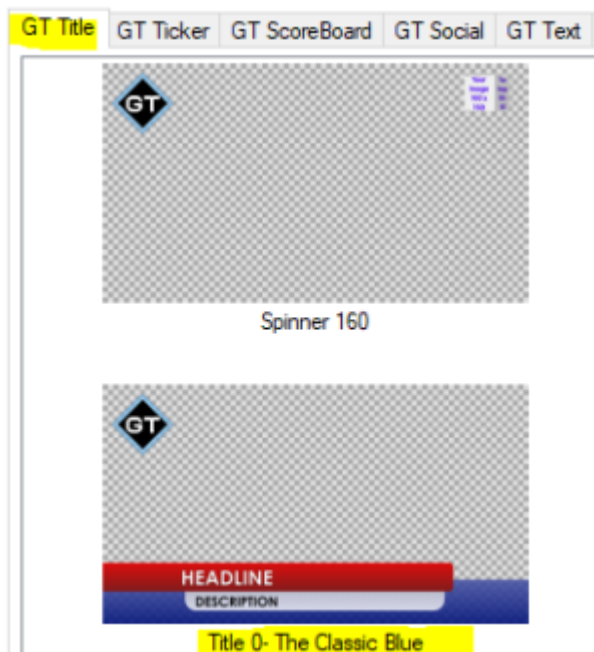 GT Title GT Ticker GT ScoreBoard GT Social GT Text
GT
Spinner 160
GT
HEADLINE
DESCRIPTION
Title 0- The Classic Blue